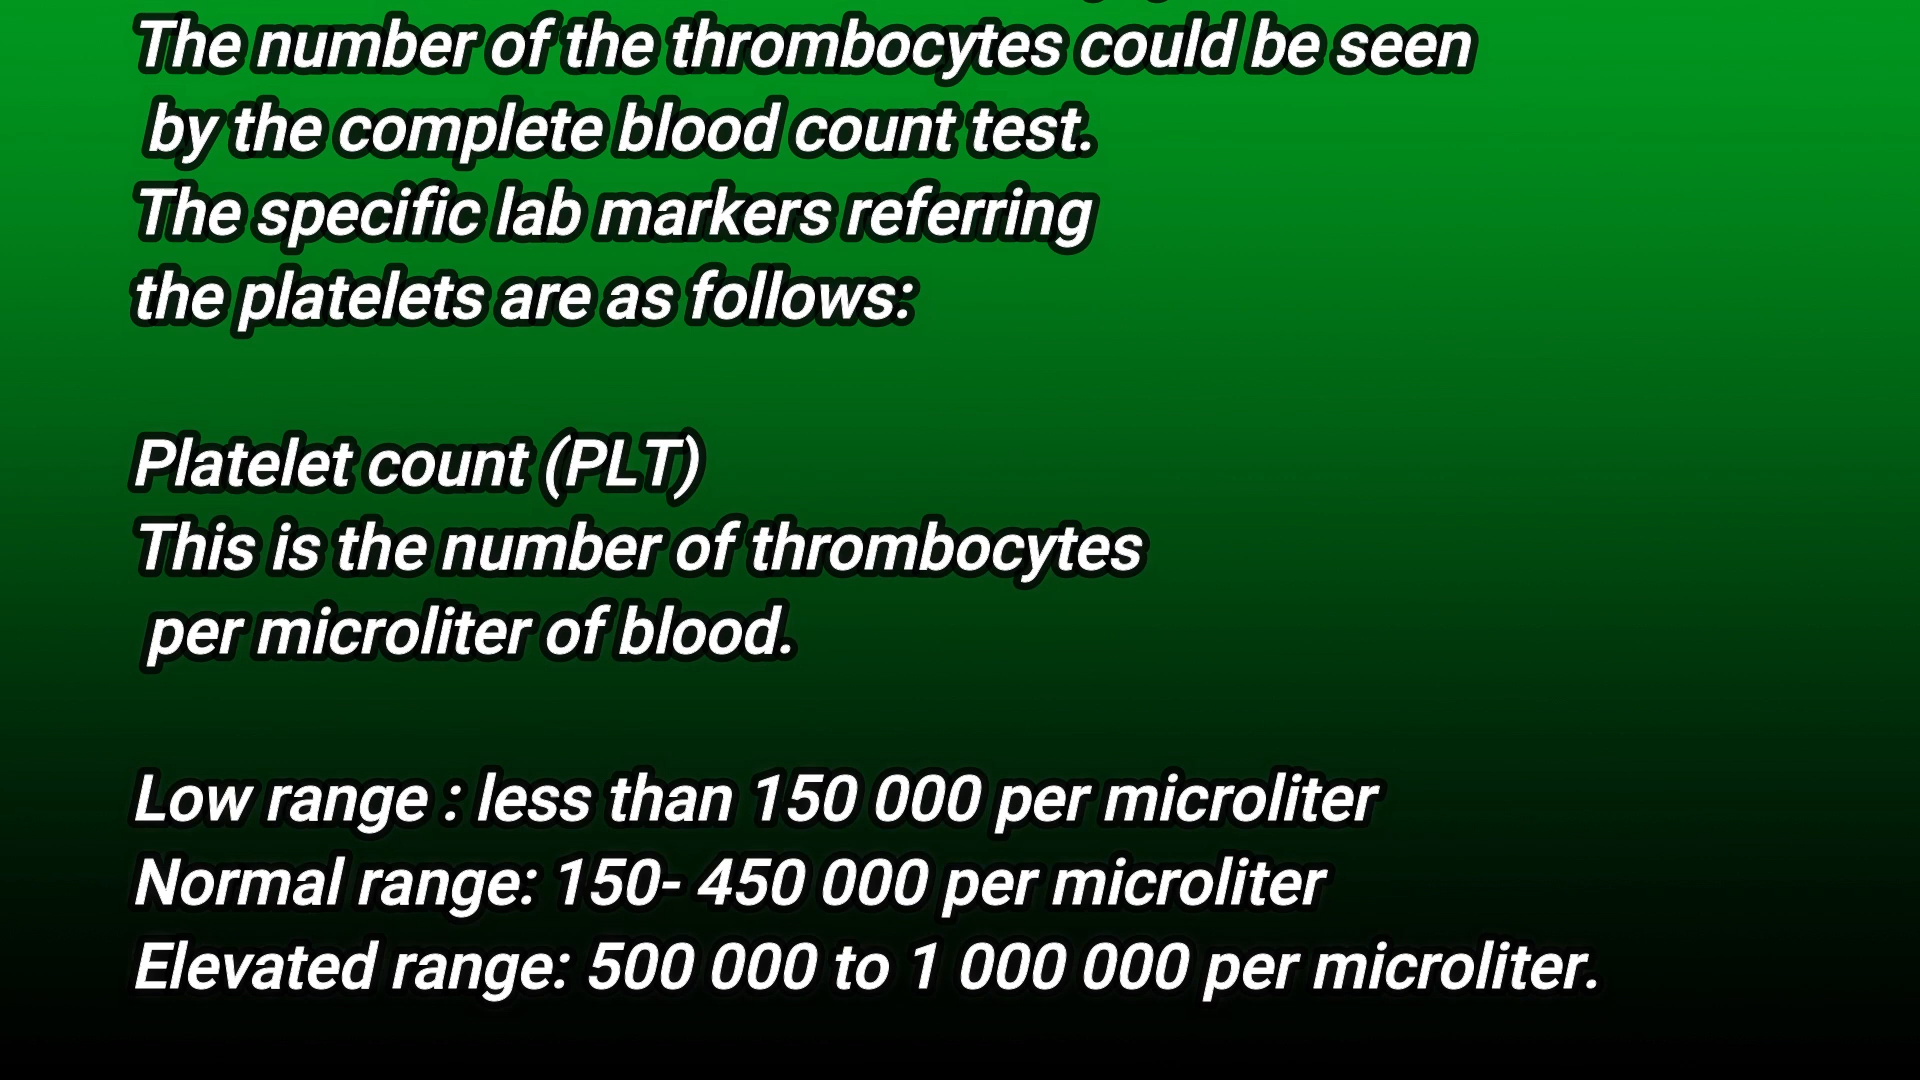 The number of the thrombocytes could be seen
by the complete blood count test.
The specific lab markers referring
the platelets are as follows:
Platelet count (PLT)
This is the number of thrombocytes
per microliter of blood.
Low range : less than 150 000 per microliter
Normal range: 150- 450 000 per microliter
Elevated range: 500 000 to 1 000 000 per microliter.